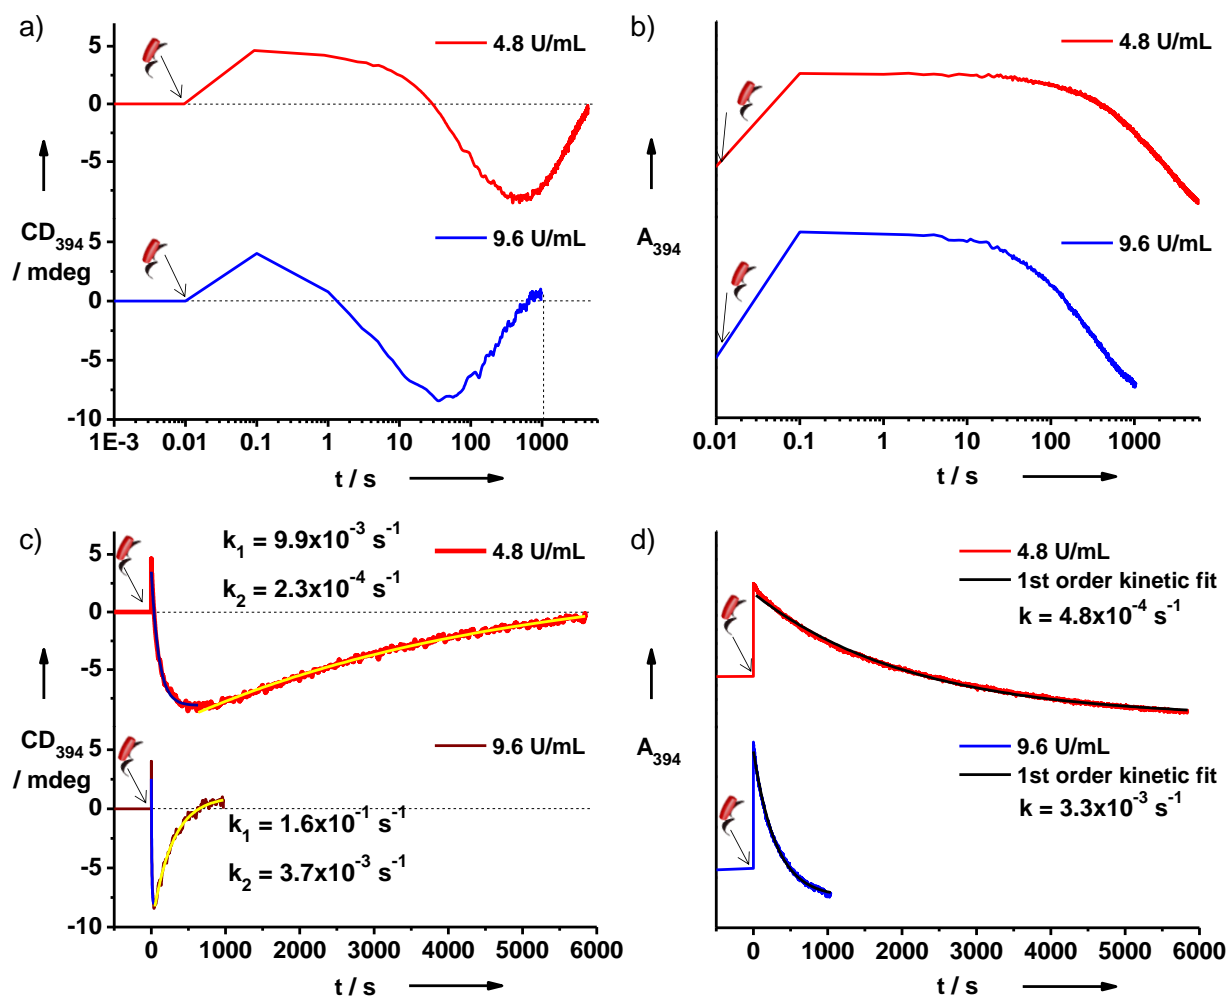 a)
5
0
-5
CD₃₉₄
/ mdeg
5
0
-5
-10
4.8 U/mL
9.6 U/mL
1E-3 0.01 0.1 1 10 100 1000
t / s
b)
A₃₉₄
4.8 U/mL
9.6 U/mL
0.01 0.1 1 10 100 1000
t / s
c)
5
0
-5
CD₃₉₄
/ mdeg
5
0
-5
-10
k₁ = 9.9x10⁻³ s⁻¹
k₂ = 2.3x10⁻⁴ s⁻¹
4.8 U/mL
9.6 U/mL
k₁ = 1.6x10⁻¹ s⁻¹
k₂ = 3.7x10⁻³ s⁻¹
0 1000 2000 3000 4000 5000 6000
t / s
d)
A₃₉₄
4.8 U/mL
1st order kinetic fit
k = 4.8x10⁻⁴ s⁻¹
9.6 U/mL
1st order kinetic fit
k = 3.3x10⁻³ s⁻¹
0 1000 2000 3000 4000 5000 6000
t / s